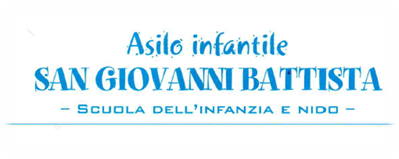 Asilo infantile
SAN GIOVANNI BATTISTA
– SCUOLA DELL'INFANZIA E NIDO –